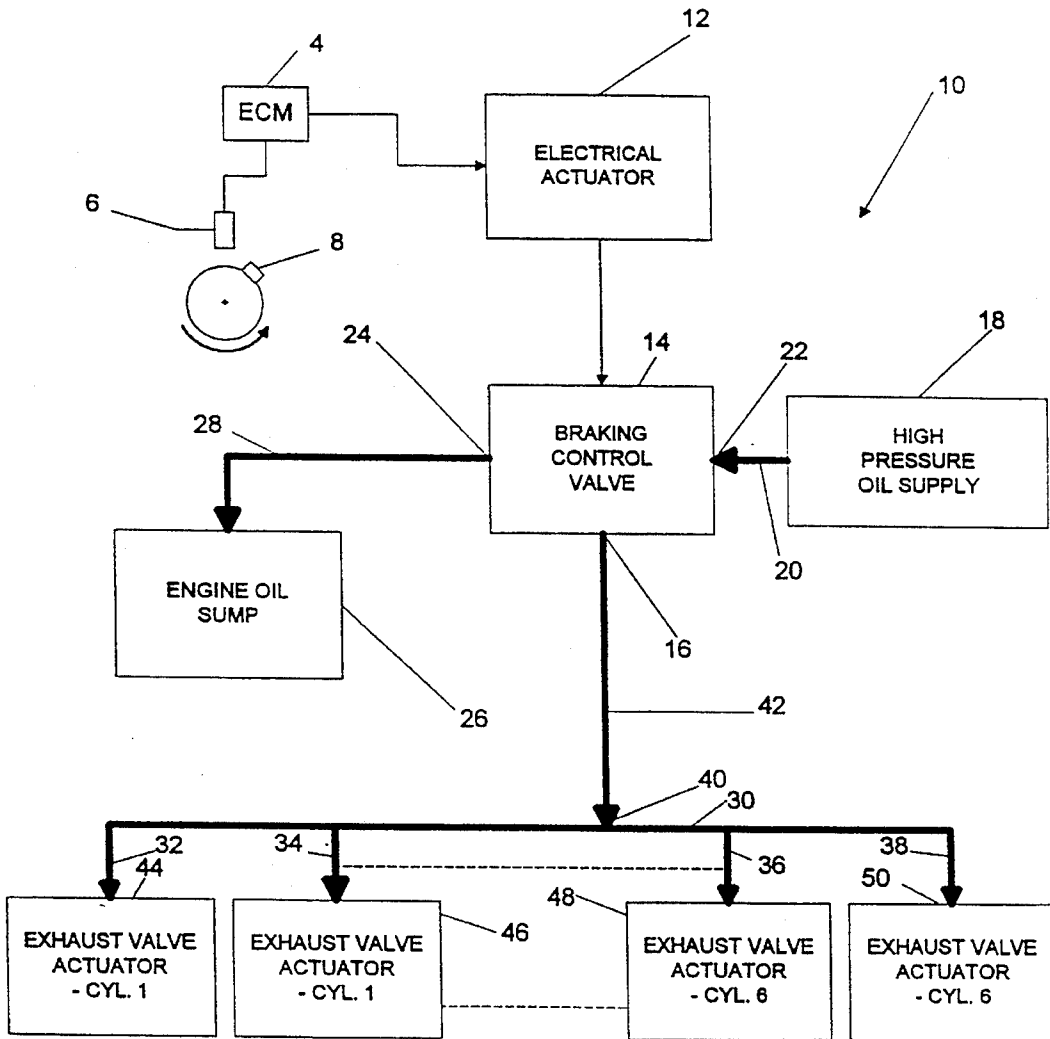 4
12
10
ECM
ELECTRICAL
ACTUATOR
6
8
24
14
22
18
28
BRAKING
CONTROL
VALVE
HIGH
PRESSURE
OIL SUPPLY
20
ENGINE OIL
SUMP
16
26
42
40
30
32
34
36
38
44
46
48
50
EXHAUST VALVE
ACTUATOR
- CYL. 1
EXHAUST VALVE
ACTUATOR
- CYL. 1
EXHAUST VALVE
ACTUATOR
- CYL. 6
EXHAUST VALVE
ACTUATOR
- CYL. 6